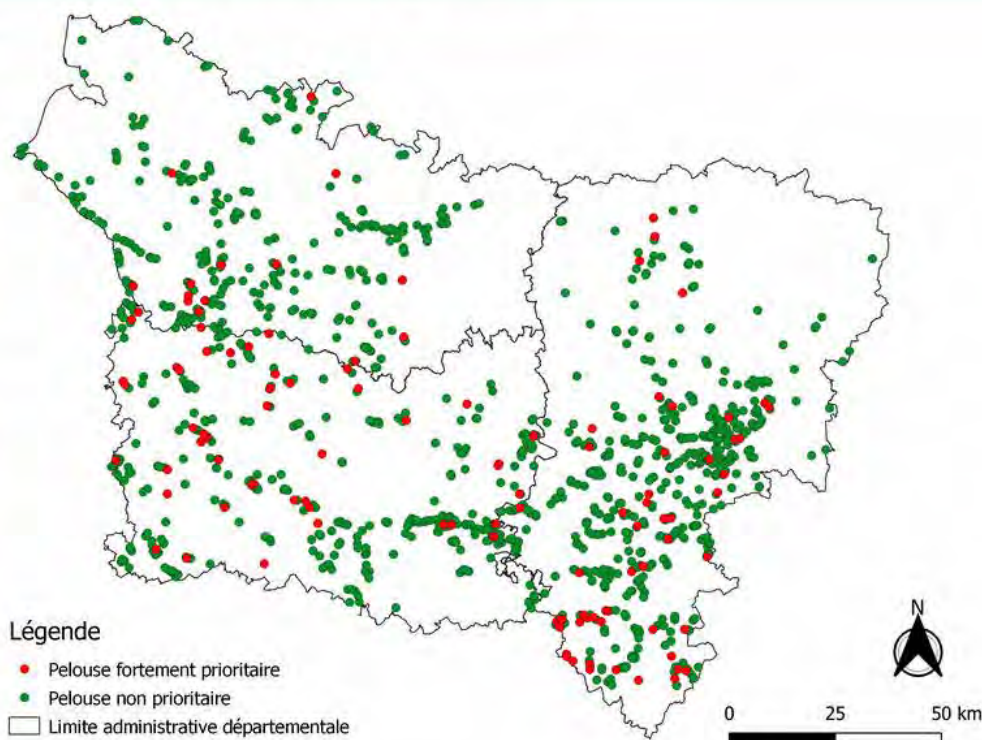 Légende
Pelouse fortement prioritaire
Pelouse non prioritaire
Limite administrative départementale
N
0 25 50 km